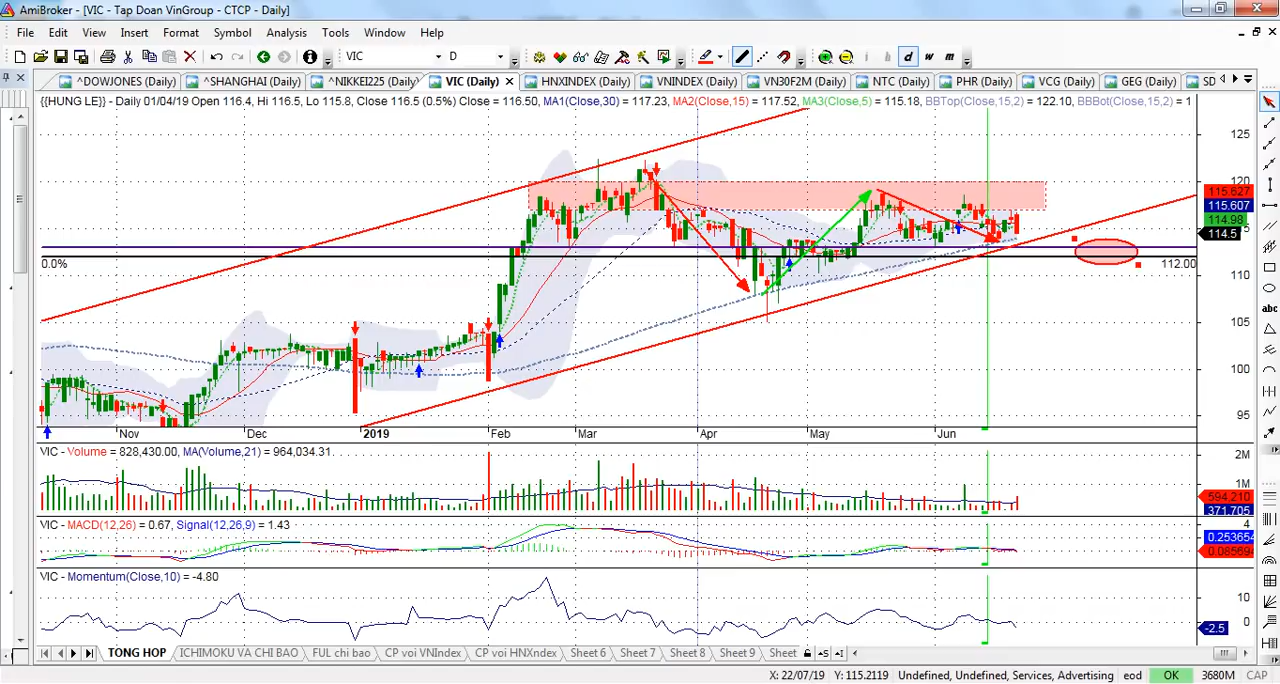 AmiBroker - [VIC - Tap Doan VinGroup - CTCP - Daily]
File Edit View Insert Format Symbol Analysis Tools Window Help
VIC D i h d w m
^DOWJONES (Daily) ^SHANGHAI (Daily) ^NIKKEI225 (Daily) VIC (Daily) HNXINDEX (Daily) VNINDEX (Daily) VN30F2M (Daily) NTC (Daily) PHR (Daily) VCG (Daily) GEG (Daily) SD
{{HUNG LE}} - Daily 01/04/19 Open 116.4, Hi 116.5, Lo 115.8, Close 116.5 (0.5%) Close = 116.50, MA1(Close,30) = 117.23, MA2(Close,15) = 117.52, MA3(Close,5) = 115.18, BBTop(Close,15,2) = 122.10, BBBot(Close,15,2) = 1
125
120
115.627
115.607
114.98
114.5
0.0%
112.00
110
105
100
95
abc
Nov Dec 2019 Feb Mar Apr May Jun
VIC - Volume = 828,430.00, MA(Volume,21) = 964,034.31
2M
1M
594,210
371,705
VIC - MACD(12,26) = 0.67, Signal(12,26,9) = 1.43
4
0.253654
VIC - Momentum(Close,10) = -4.80
10
0
-2.5
TONG HOP ICHIMOKU VÀ CHI BAO FUL chi bao CP voi VNIndex CP voi HNXndex Sheet 6 Sheet 7 Sheet 8 Sheet 9 Sheet
X: 22/07/19 Y: 115.2119 Undefined, Undefined, Services, Advertising eod OK 3680M CAP